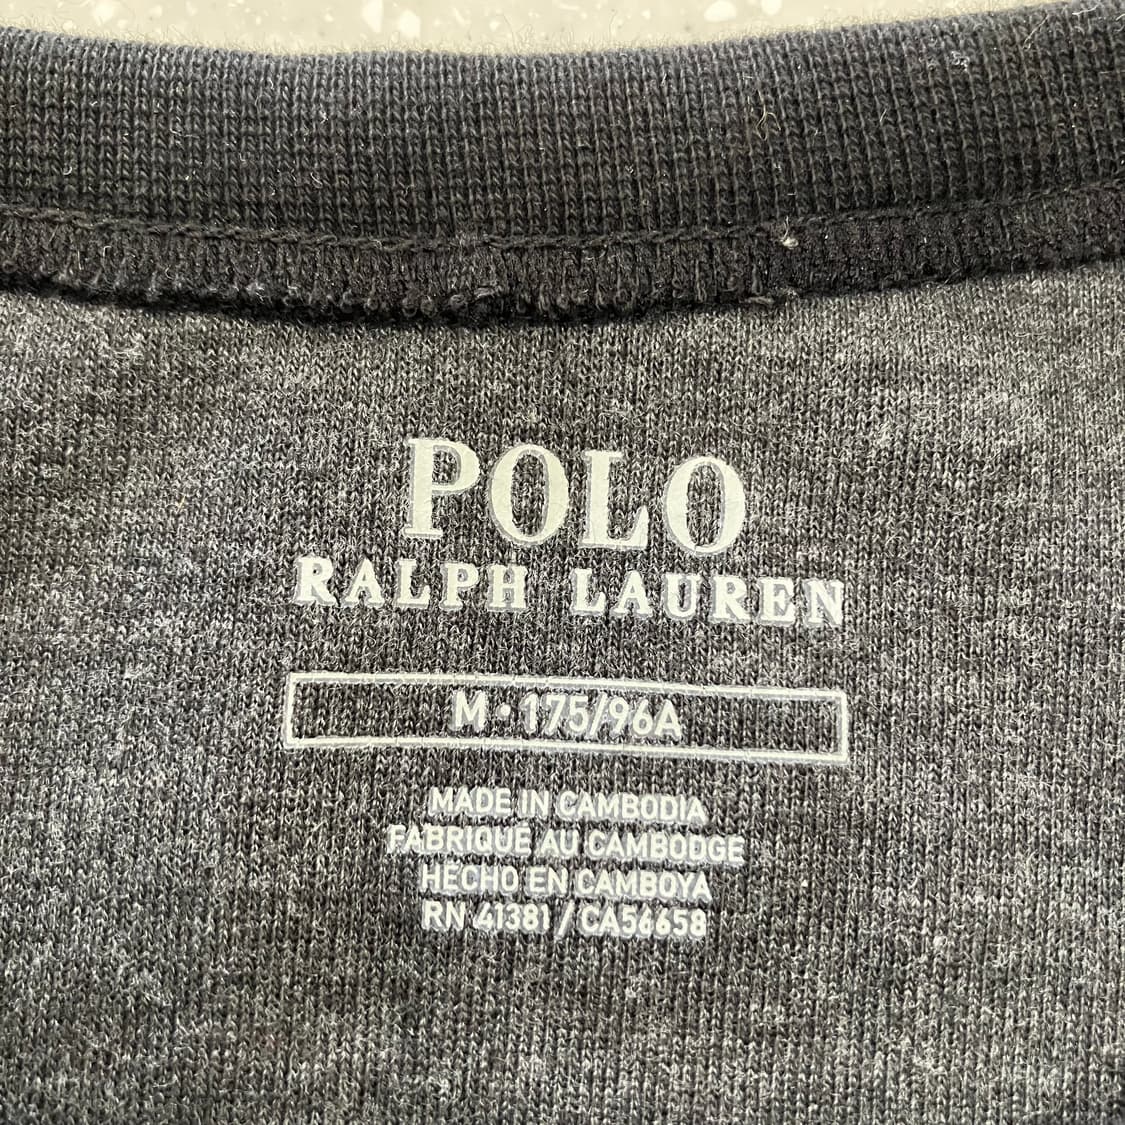 POLO
RALPH LAUREN
M • 175/96A
MADE IN CAMBODIA
FABRIQUÉ AU CAMBODGE
HECHO EN CAMBOYA
RN 41381 / CA56658